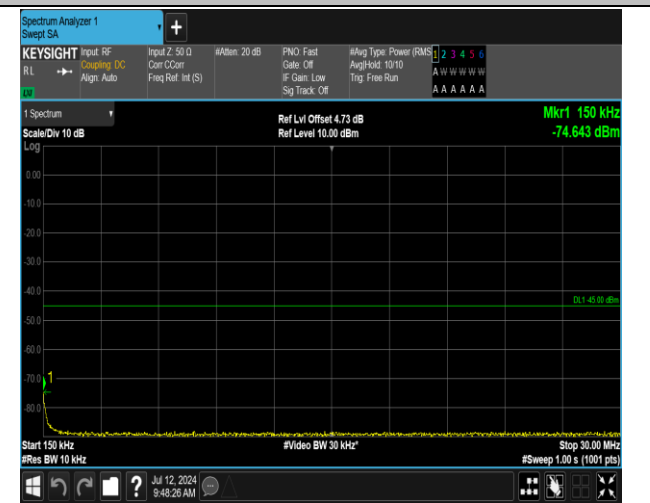 Spectrum Analyzer 1
Swept SA
+
KEYSIGHT Input: RF Input Z: 50 Ω #Atten: 20 dB PNO: Fast #Avg Type: Power (RMS 1 2 3 4 5 6
RL Coupling: DC Corr CCorr Gate: Off Avg|Hold: 10/10 A W W W W W
Align: Auto Freq Ref: Int (S) IF Gain: Low Trig: Free Run
Sig Track: Off A A A A A A
1 Spectrum Ref Lvl Offset 4.73 dB Mkr1 150 kHz
Scale/Div 10 dB Ref Level 10.00 dBm -74.643 dBm
Log
0.00
-10.0
-20.0
-30.0
-40.0
DL1 -45.00 dBm
-50.0
-60.0
-70.0 1
-80.0
Start 150 kHz #Video BW 30 kHz* Stop 30.00 MHz
#Res BW 10 kHz #Sweep 1.00 s (1001 pts)
? Jul 12, 2024
9:48:26 AM